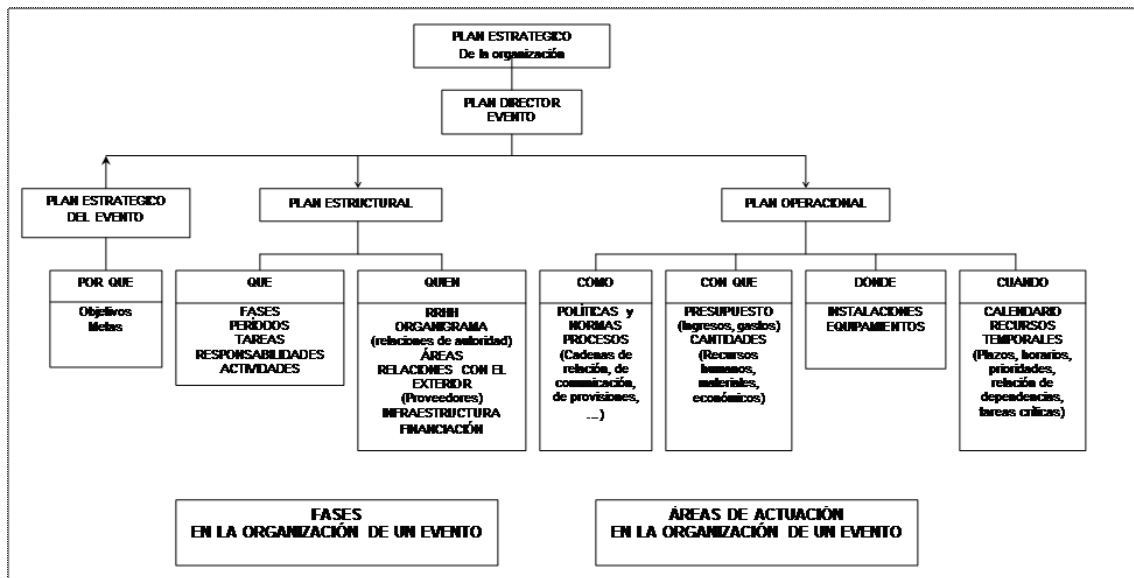 PLAN ESTRATEGICO
De la organización
PLAN DIRECTOR
EVENTO
PLAN ESTRATEGICO
DEL EVENTO
PLAN ESTRUCTURAL
PLAN OPERACIONAL
POR QUE
Objetivos
Metas
QUE
FASES
PERÍODOS
TAREAS
RESPONSABILIDADES
ACTIVIDADES
QUIEN
RRHH
ORGANIGRAMA
(relaciones de autoridad)
ÁREAS
RELACIONES CON EL
EXTERIOR
(Proveedores)
INFRAESTRUCTURA
FINANCIACIÓN
CÓMO
POLÍTICAS y
NORMAS
PROCESOS
(Cadenas de
relación, de
comunicación,
de provisiones,
...)
CON QUE
PRESUPUESTO
(Ingresos, gastos)
CANTIDADES
(Recursos
humanos,
materiales,
económicos)
DÓNDE
INSTALACIONES
EQUIPAMIENTOS
CUANDO
CALENDARIO
RECURSOS
TEMPORALES
(Plazos, horarios,
prioridades,
relación de
dependencias,
tareas críticas)
FASES
EN LA ORGANIZACIÓN DE UN EVENTO
ÁREAS DE ACTUACIÓN
EN LA ORGANIZACIÓN DE UN EVENTO